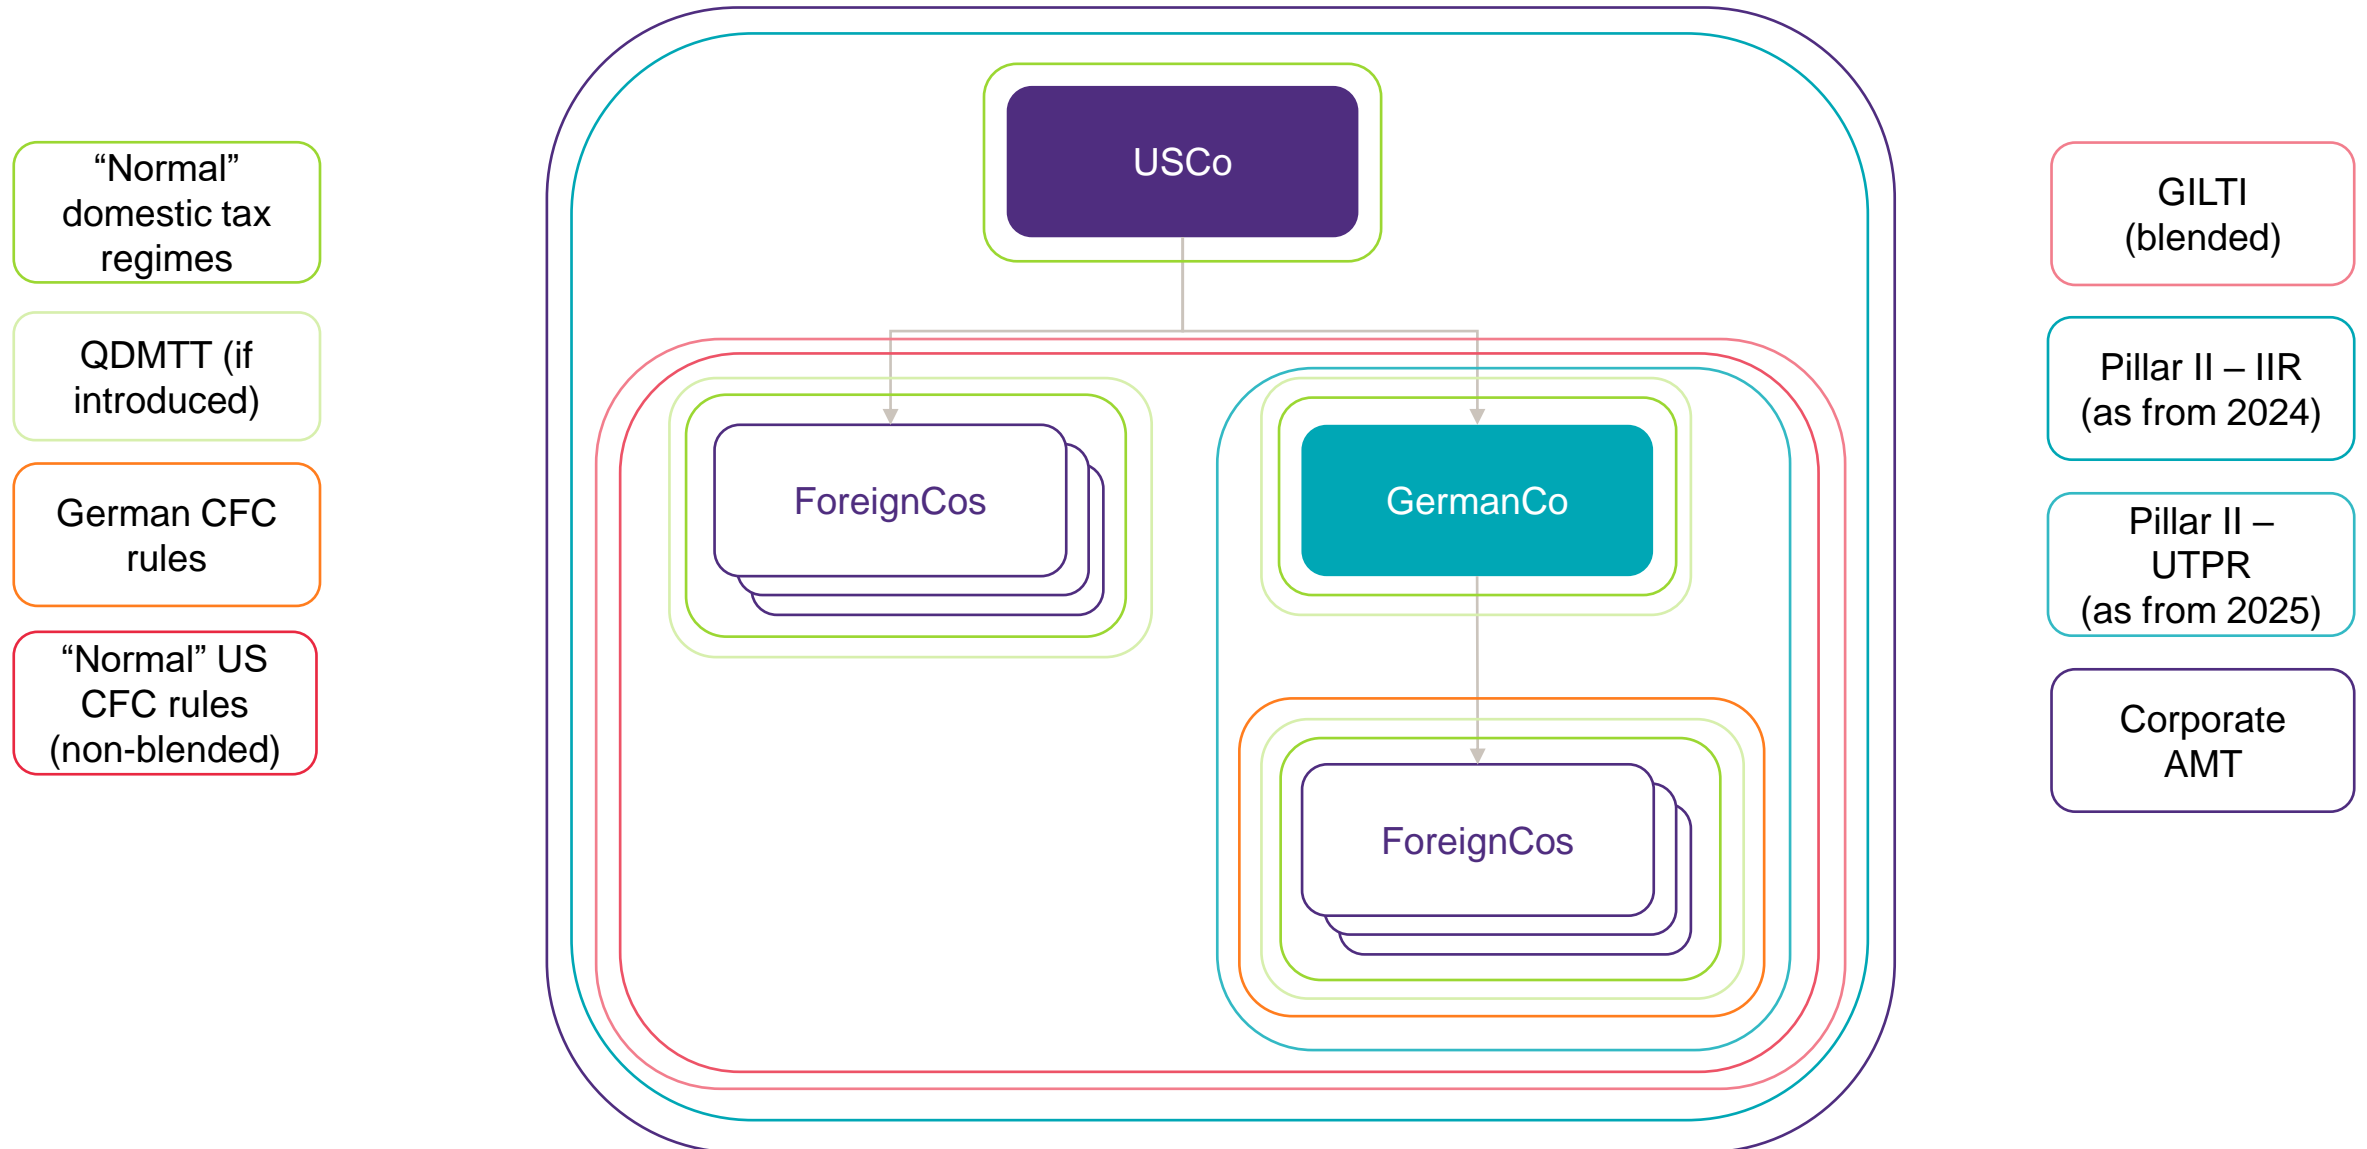 “Normal”
domestic tax
regimes
QDMTT (if
introduced)
German CFC
rules
“Normal” US
CFC rules
(non-blended)
USCo
ForeignCos
GermanCo
ForeignCos
GILTI
(blended)
Pillar II – IIR
(as from 2024)
Pillar II –
UTPR
(as from 2025)
Corporate
AMT